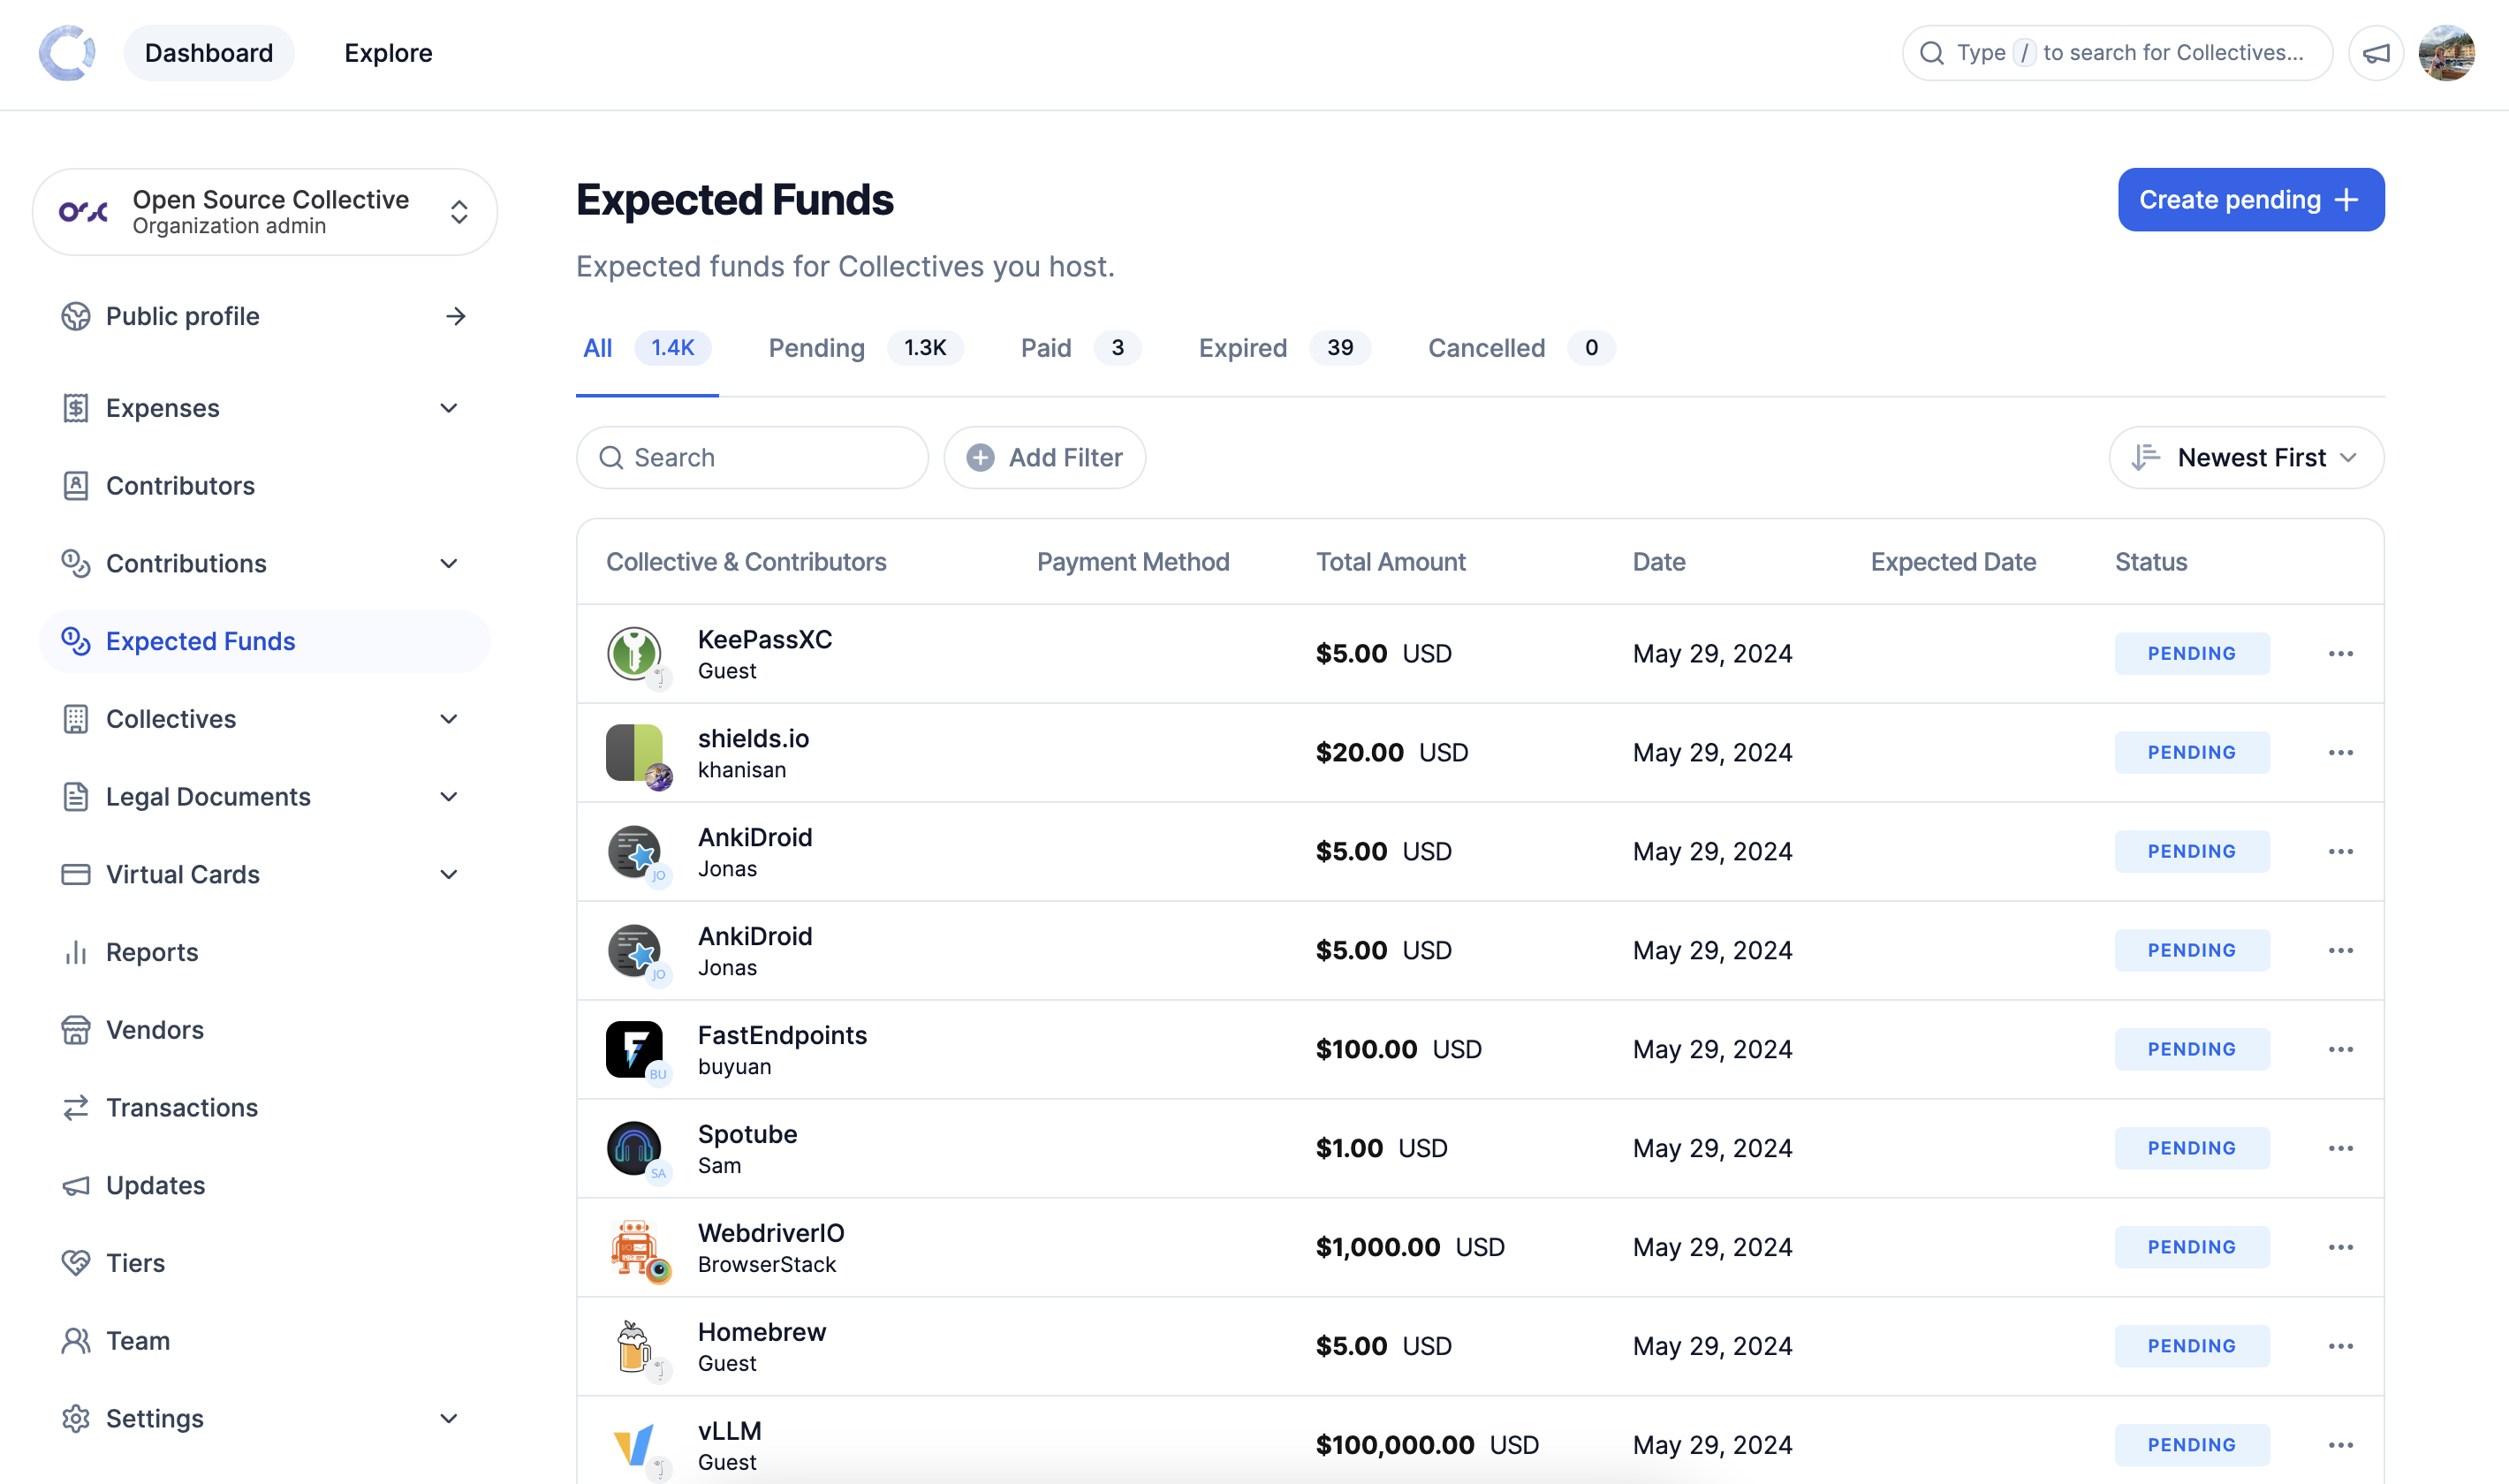 Dashboard
Explore
Type / to search for Collectives...
Open Source Collective
Organization admin
Public profile
Expenses
Contributors
Contributions
Expected Funds
Collectives
Legal Documents
Virtual Cards
Reports
Vendors
Transactions
Updates
Tiers
Team
Settings
Expected Funds
Create pending
Expected funds for Collectives you host.
All 1.4K Pending 1.3K Paid 3 Expired 39 Cancelled 0
Search
Add Filter
Newest First
Collective & Contributors Payment Method Total Amount Date Expected Date Status
KeePassXC
Guest
$5.00 USD May 29, 2024 PENDING
shields.io
khanisan
$20.00 USD May 29, 2024 PENDING
AnkiDroid
JO Jonas
$5.00 USD May 29, 2024 PENDING
AnkiDroid
JO Jonas
$5.00 USD May 29, 2024 PENDING
FastEndpoints
BU buyuan
$100.00 USD May 29, 2024 PENDING
Spotube
SA Sam
$1.00 USD May 29, 2024 PENDING
WebdriverIO
BrowserStack
$1,000.00 USD May 29, 2024 PENDING
Homebrew
Guest
$5.00 USD May 29, 2024 PENDING
vLLM
Guest
$100,000.00 USD May 29, 2024 PENDING